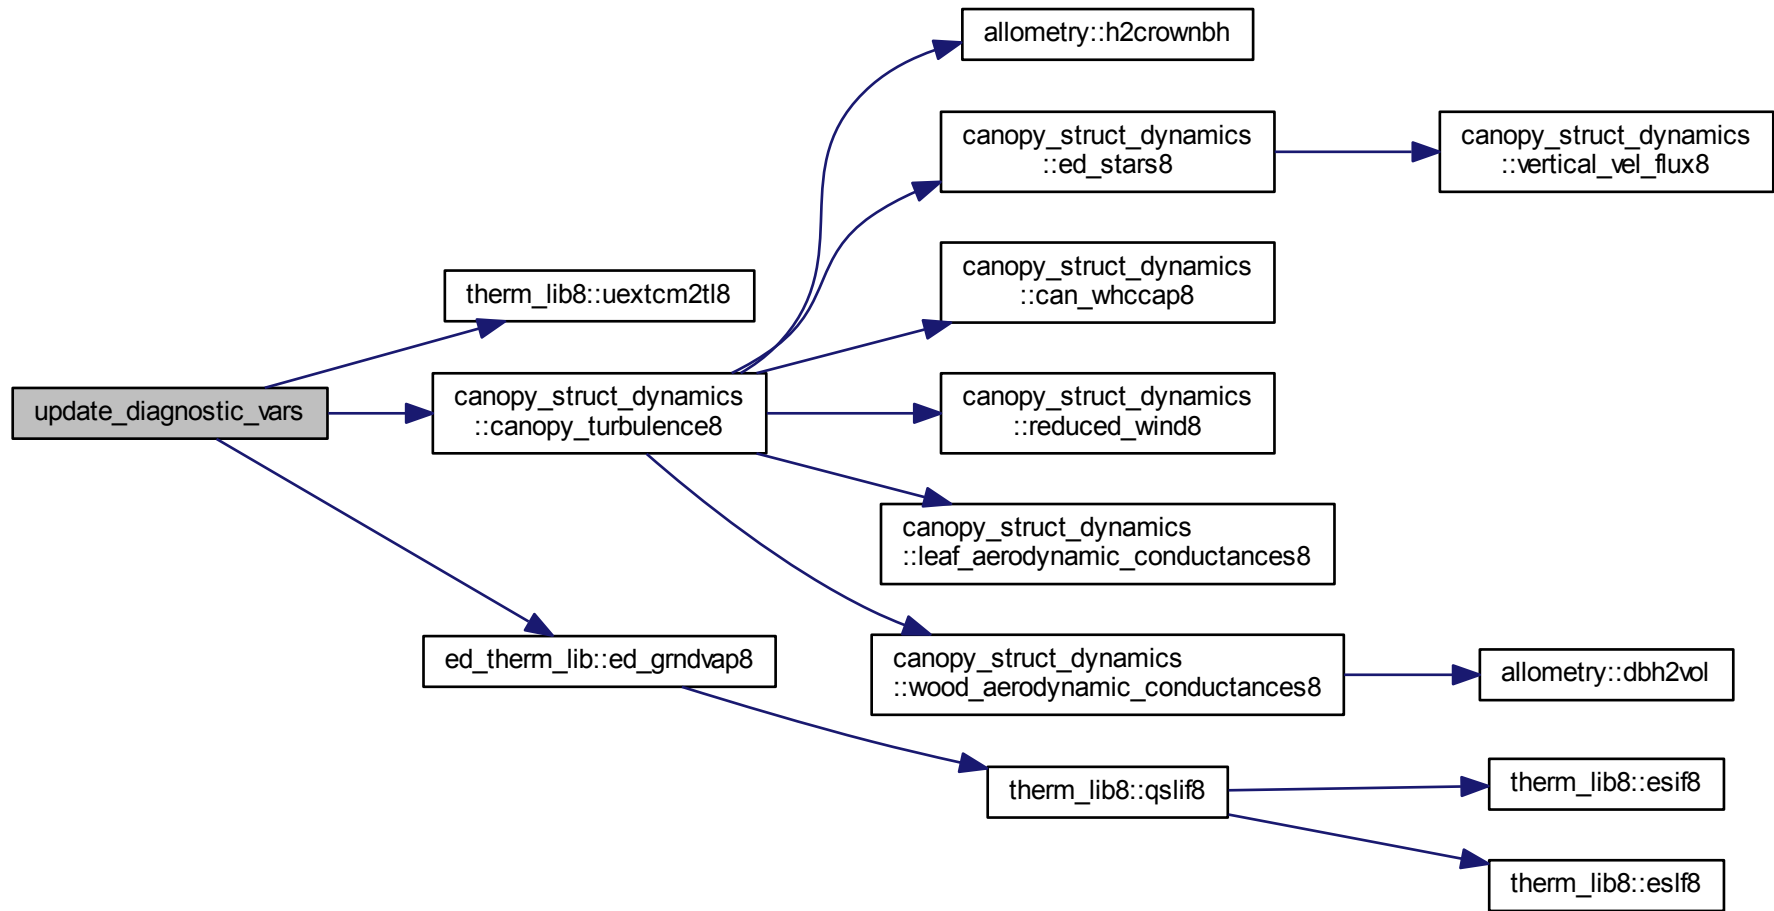 allometry::h2crownbh
canopy_struct_dynamics
::ed_stars8
canopy_struct_dynamics
::vertical_vel_flux8
canopy_struct_dynamics
::can_whccap8
therm_lib8::uextcm2tl8
update_diagnostic_vars
canopy_struct_dynamics
::canopy_turbulence8
canopy_struct_dynamics
::reduced_wind8
canopy_struct_dynamics
::leaf_aerodynamic_conductances8
ed_therm_lib::ed_grndvap8
canopy_struct_dynamics
::wood_aerodynamic_conductances8
allometry::dbh2vol
therm_lib8::qslif8
therm_lib8::esif8
therm_lib8::eslf8